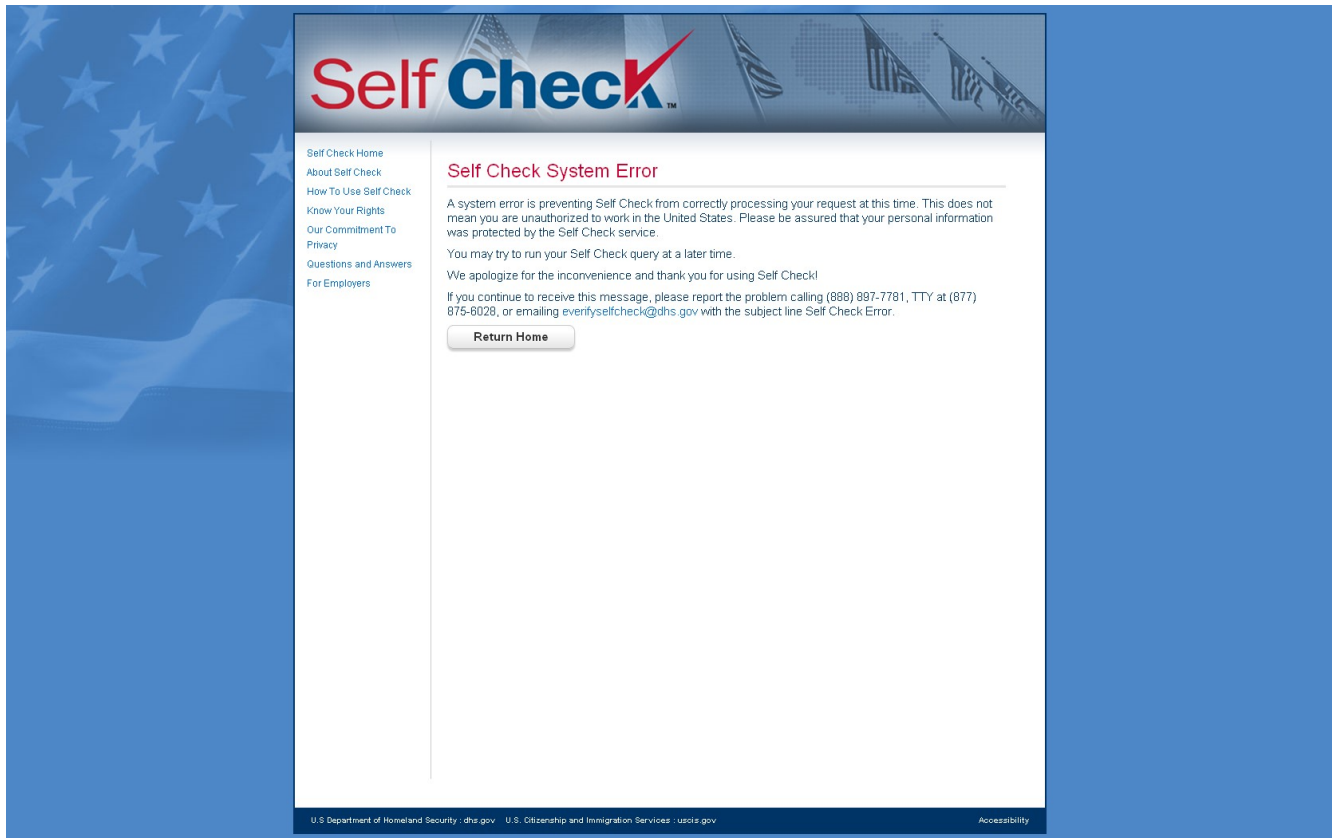 Self Check™
Self Check Home
About Self Check
How To Use Self Check
Know Your Rights
Our Commitment To
Privacy
Questions and Answers
For Employers
Self Check System Error
A system error is preventing Self Check from correctly processing your request at this time. This does not
mean you are unauthorized to work in the United States. Please be assured that your personal information
was protected by the Self Check service.
You may try to run your Self Check query at a later time.
We apologize for the inconvenience and thank you for using Self Check!
If you continue to receive this message, please report the problem calling (888) 897-7781, TTY at (877)
875-6028, or emailing everifyselfcheck@dhs.gov with the subject line Self Check Error.
Return Home
U.S Department of Homeland Security : dhs.gov U.S. Citizenship and Immigration Services : uscis.gov Accessibility